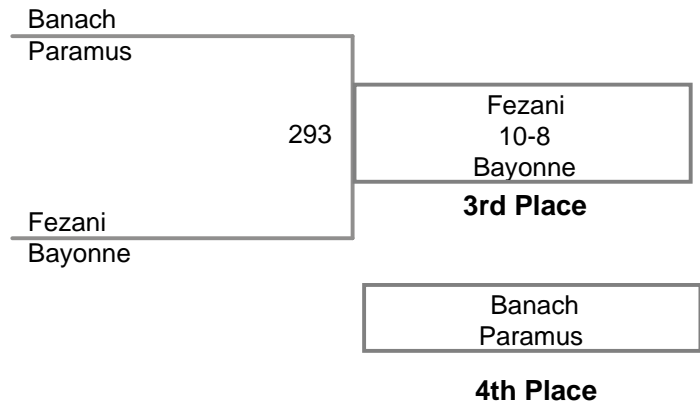 Banach
Paramus
293
Fezani
10-8
Bayonne
3rd Place
Fezani
Bayonne
Banach
Paramus
4th Place